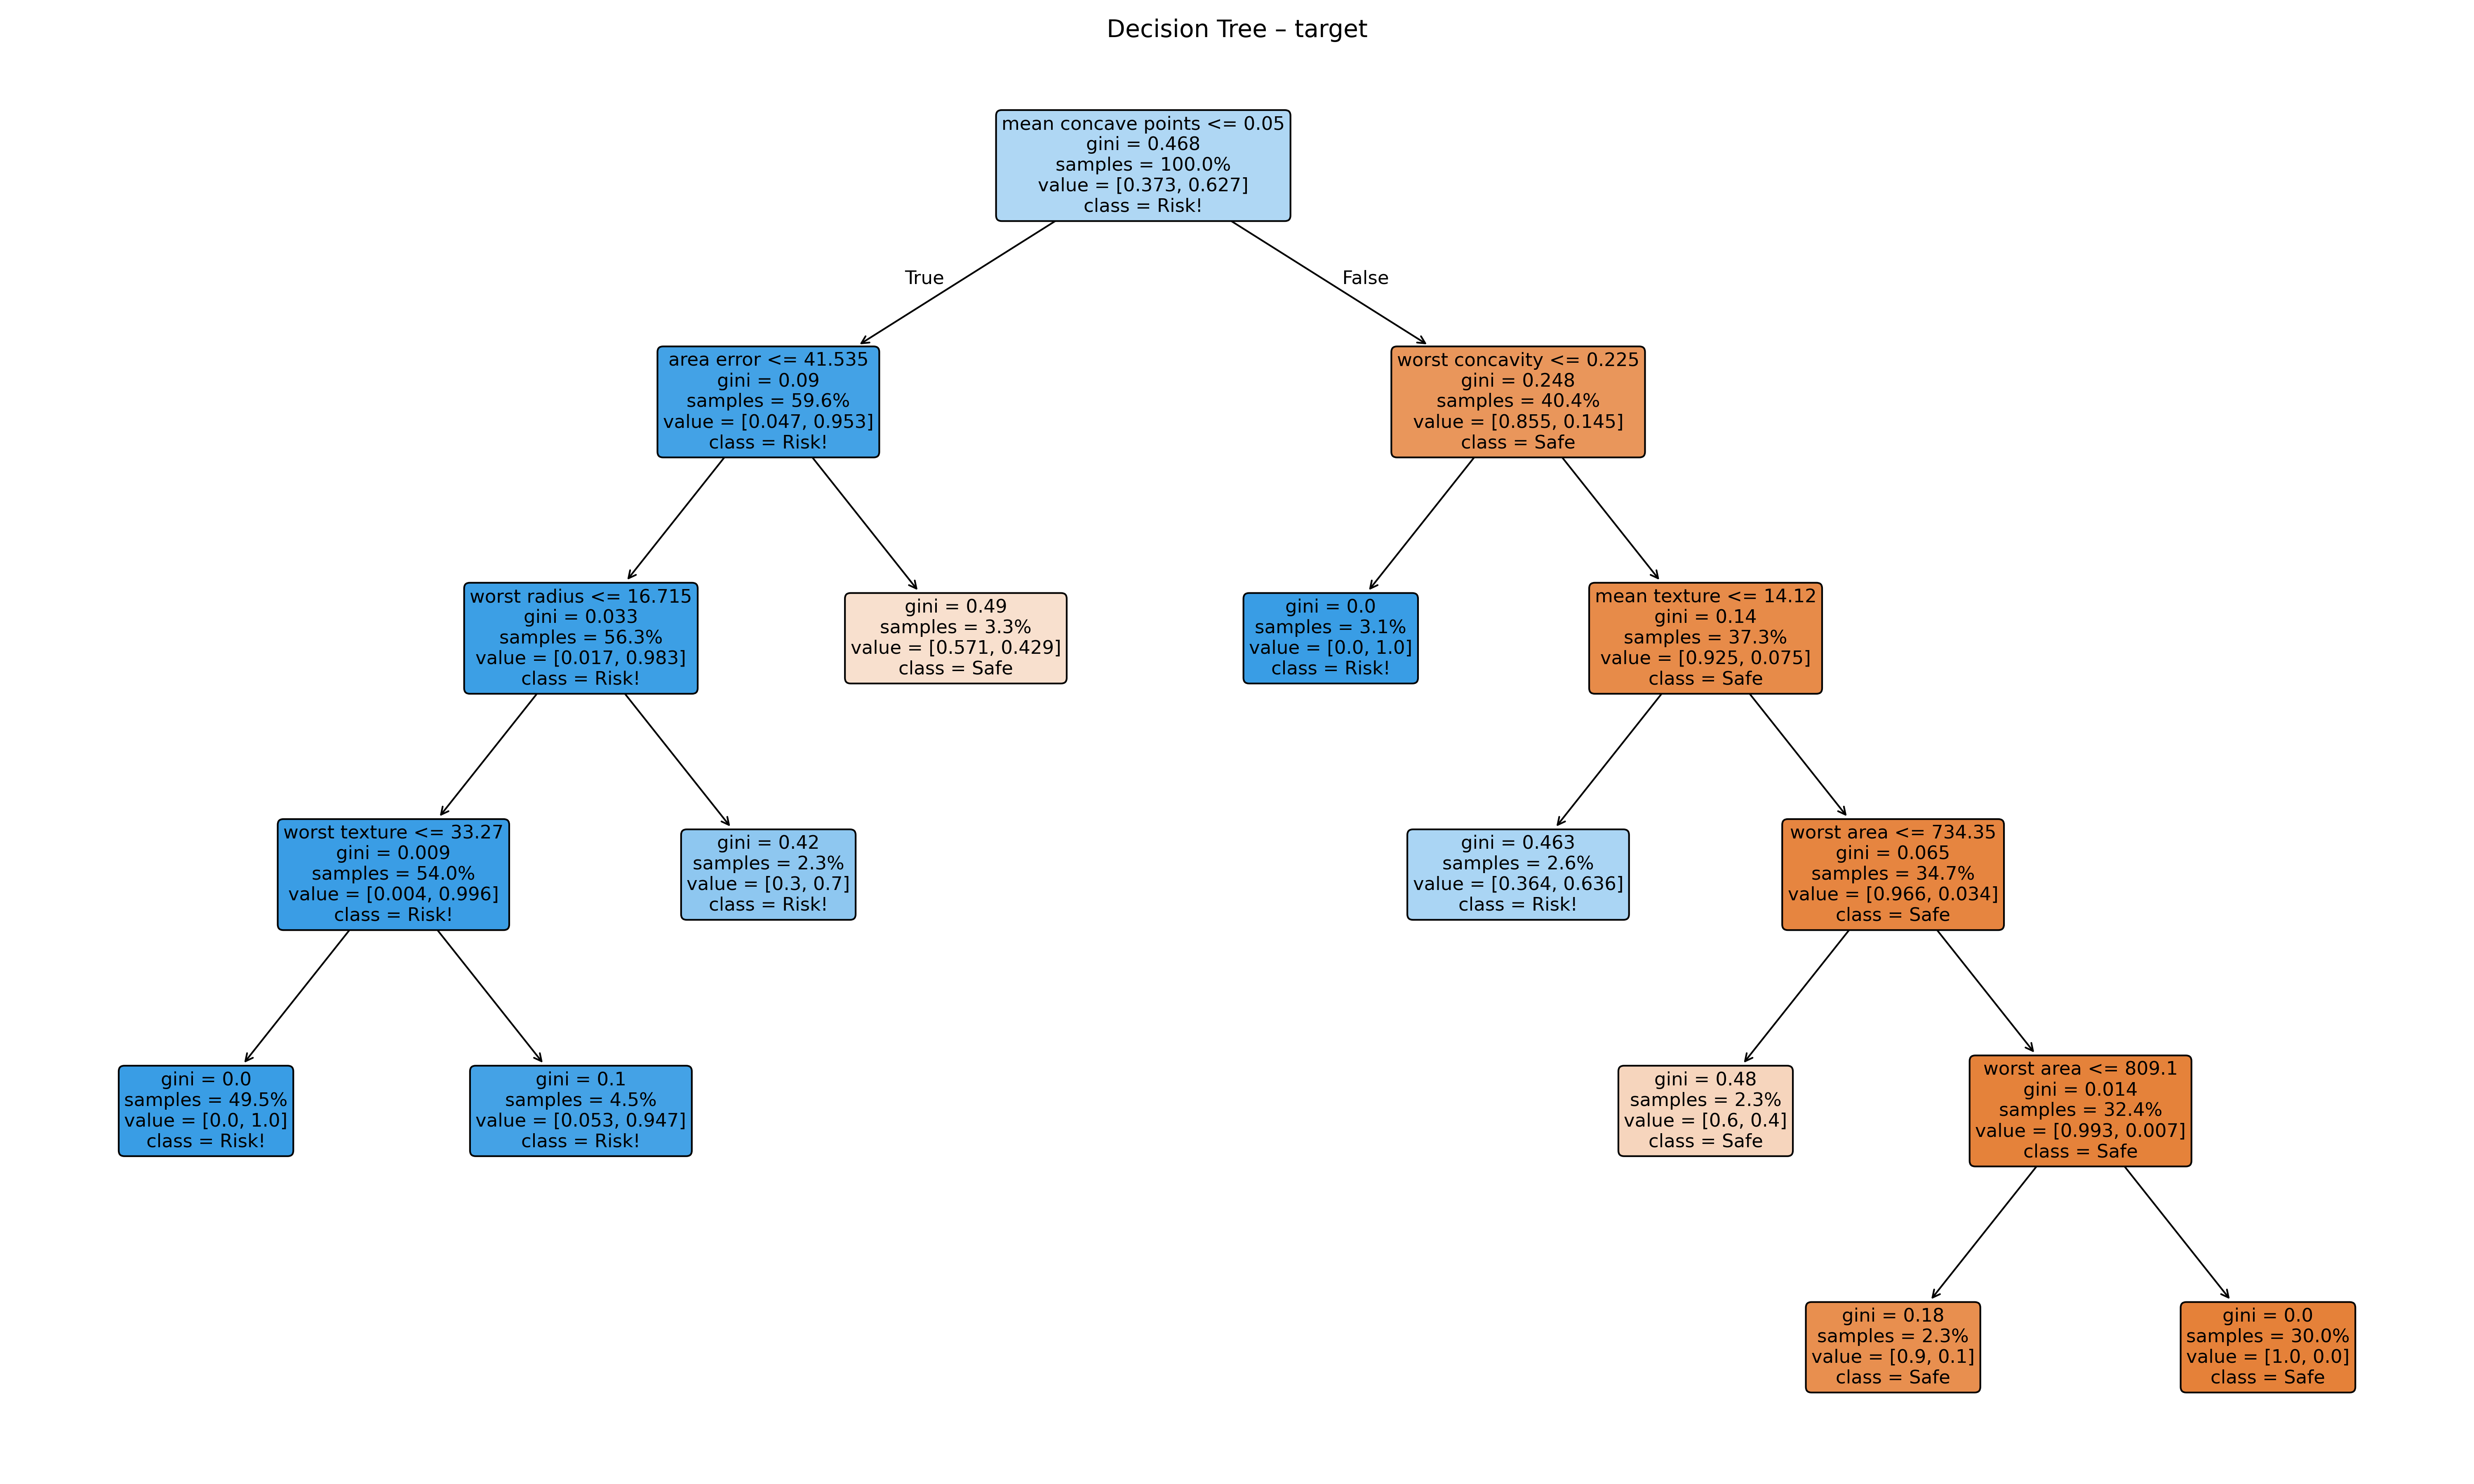 Decision Tree – target
mean concave points <= 0.05
gini = 0.468
samples = 100.0%
value = [0.373, 0.627]
class = Risk!
True
False
area error <= 41.535
gini = 0.09
samples = 59.6%
value = [0.047, 0.953]
class = Risk!
worst concavity <= 0.225
gini = 0.248
samples = 40.4%
value = [0.855, 0.145]
class = Safe
worst radius <= 16.715
gini = 0.033
samples = 56.3%
value = [0.017, 0.983]
class = Risk!
gini = 0.49
samples = 3.3%
value = [0.571, 0.429]
class = Safe
gini = 0.0
samples = 3.1%
value = [0.0, 1.0]
class = Risk!
mean texture <= 14.12
gini = 0.14
samples = 37.3%
value = [0.925, 0.075]
class = Safe
worst texture <= 33.27
gini = 0.009
samples = 54.0%
value = [0.004, 0.996]
class = Risk!
gini = 0.42
samples = 2.3%
value = [0.3, 0.7]
class = Risk!
gini = 0.463
samples = 2.6%
value = [0.364, 0.636]
class = Risk!
worst area <= 734.35
gini = 0.065
samples = 34.7%
value = [0.966, 0.034]
class = Safe
gini = 0.0
samples = 49.5%
value = [0.0, 1.0]
class = Risk!
gini = 0.1
samples = 4.5%
value = [0.053, 0.947]
class = Risk!
gini = 0.48
samples = 2.3%
value = [0.6, 0.4]
class = Safe
worst area <= 809.1
gini = 0.014
samples = 32.4%
value = [0.993, 0.007]
class = Safe
gini = 0.18
samples = 2.3%
value = [0.9, 0.1]
class = Safe
gini = 0.0
samples = 30.0%
value = [1.0, 0.0]
class = Safe